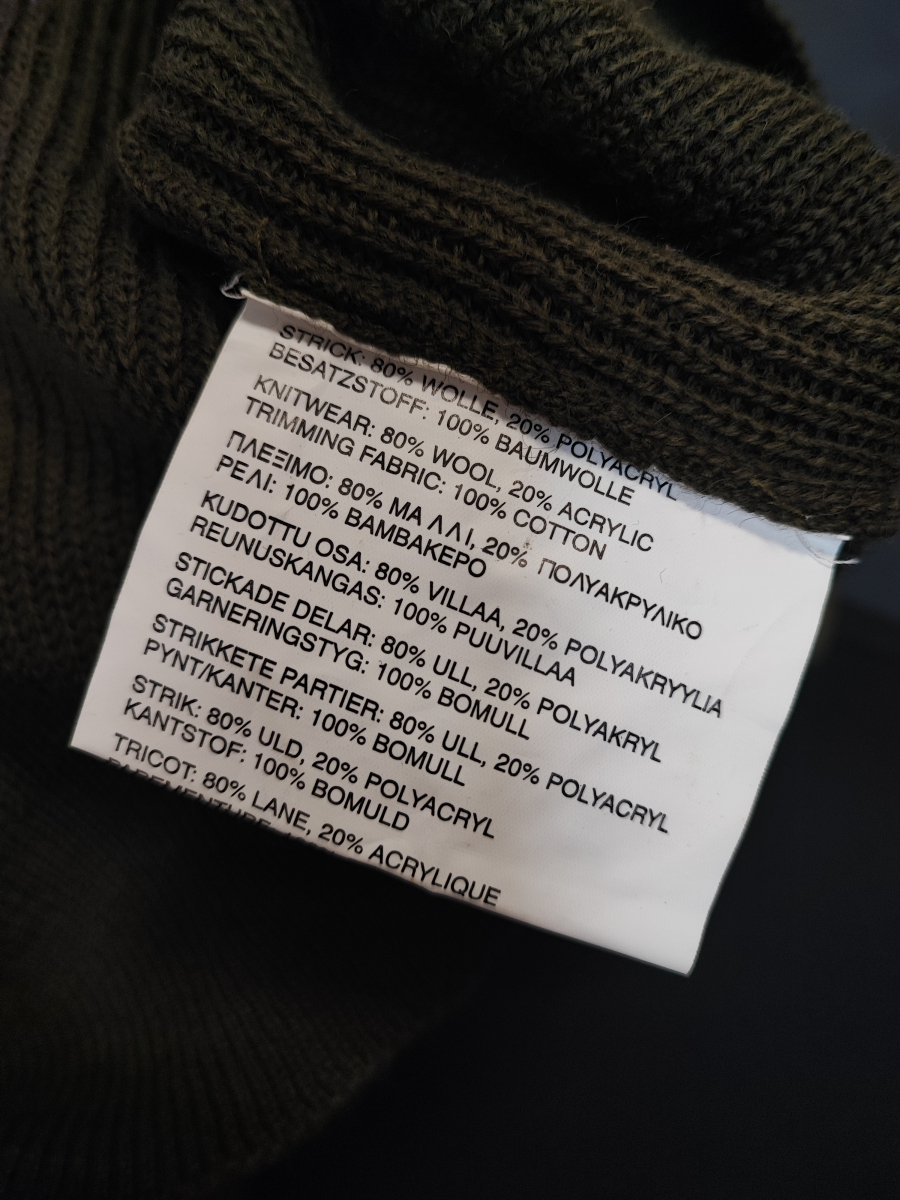 STRICK: 80% WOLLE, 20% POLYACRYL
BESATZSTOFF: 100% BAUMWOLLE
KNITWEAR: 80% WOOL, 20% ACRYLIC
TRIMMING FABRIC: 100% COTTON
ΠΛΕΞΙΜΟ: 80% ΜΑ ΛΛΙ, 20% ΠΟΛΥΑΚΡΥΛΙΚΟ
ΡΕΛΙ: 100% ΒΑΜΒΑΚΕΡΟ
KUDOTTU OSA: 80% VILLAA, 20% POLYAKRYYLIA
REUNUSKANGAS: 100% PUUVILLAA
STICKADE DELAR: 80% ULL, 20% POLYAKRYL
GARNERINGSTYG: 100% BOMULL
STRIKKETE PARTIER: 80% ULL, 20% POLYACRYL
PYNT/KANTER: 100% BOMULL
STRIK: 80% ULD, 20% POLYACRYL
KANTSTOF: 100% BOMULD
TRICOT: 80% LANE, 20% ACRYLIQUE
PAREMENTURE: